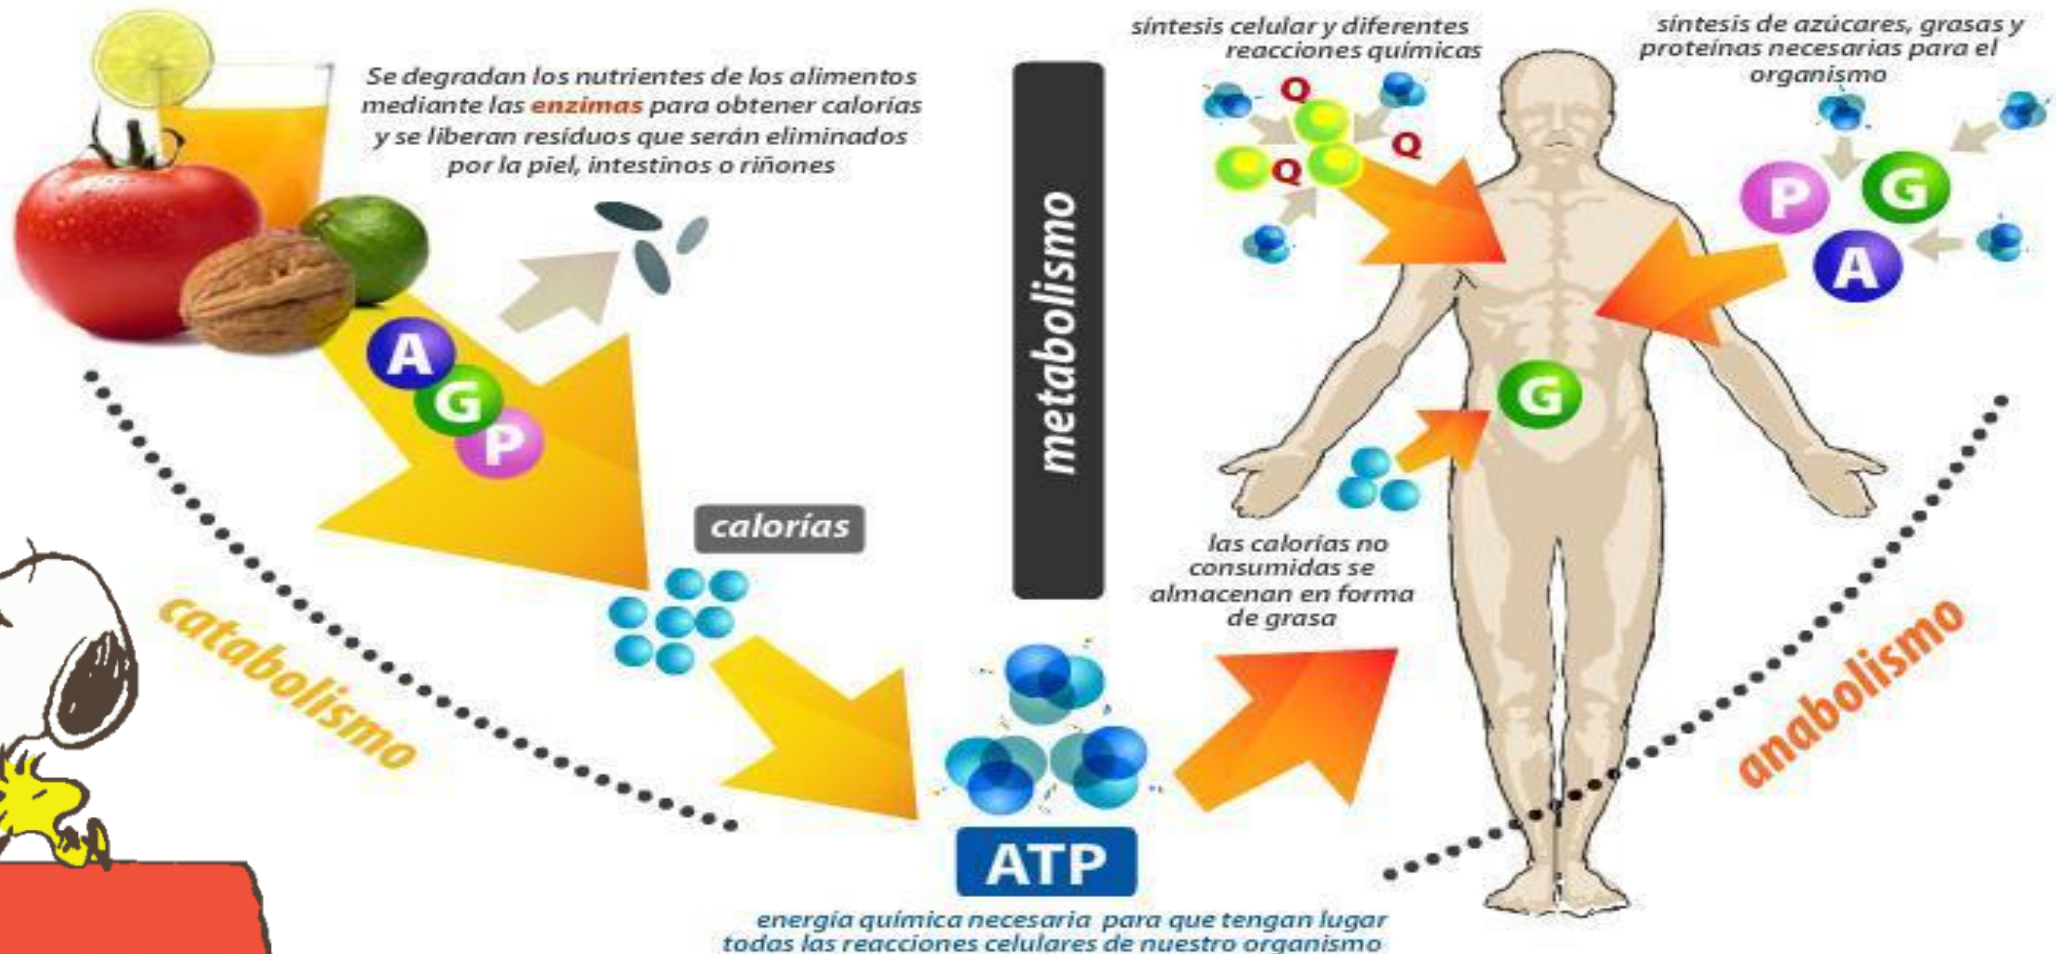 Se degradan los nutrientes de los alimentos
mediante las enzimas para obtener calorías
y se liberan resíduos que serán eliminados
por la piel, intestinos o riñones
A
G
P
calorías
catabolismo
metabolismo
ATP
energía química necesaria para que tengan lugar
todas las reacciones celulares de nuestro organismo
síntesis celular y diferentes
reacciones químicas
Q
Q
Q
síntesis de azúcares, grasas y
proteínas necesarias para el
organismo
P
G
A
G
las calorías no
consumidas se
almacenan en forma
de grasa
anabolismo